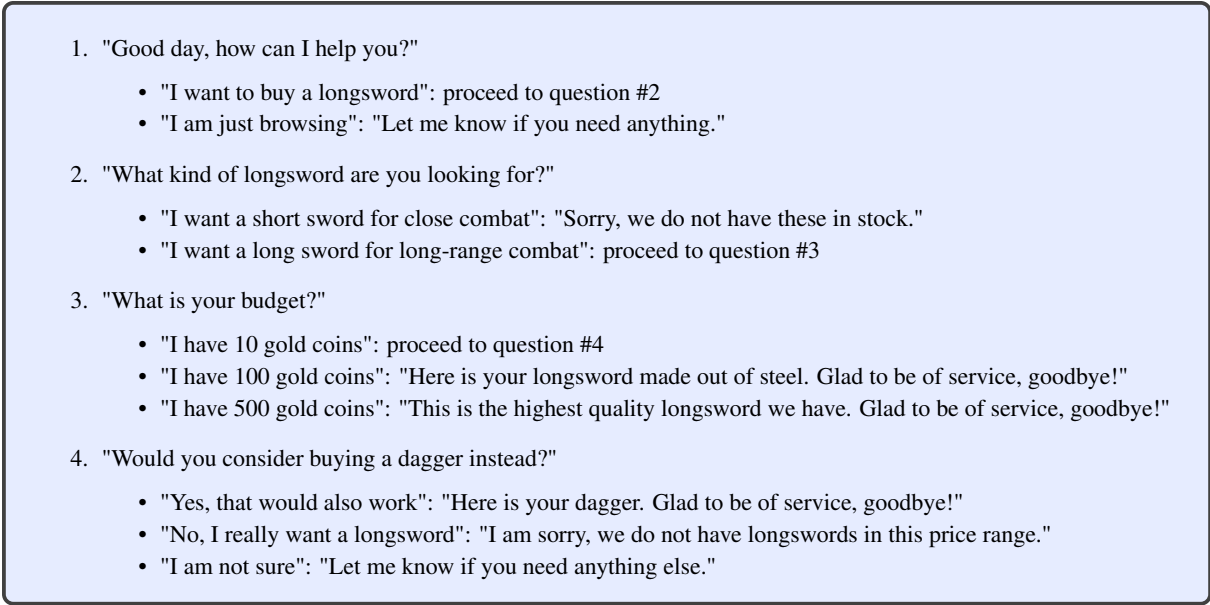 1. "Good day, how can I help you?"
• "I want to buy a longsword": proceed to question #2
• "I am just browsing": "Let me know if you need anything."
2. "What kind of longsword are you looking for?"
• "I want a short sword for close combat": "Sorry, we do not have these in stock."
• "I want a long sword for long-range combat": proceed to question #3
3. "What is your budget?"
• "I have 10 gold coins": proceed to question #4
• "I have 100 gold coins": "Here is your longsword made out of steel. Glad to be of service, goodbye!"
• "I have 500 gold coins": "This is the highest quality longsword we have. Glad to be of service, goodbye!"
4. "Would you consider buying a dagger instead?"
• "Yes, that would also work": "Here is your dagger. Glad to be of service, goodbye!"
• "No, I really want a longsword": "I am sorry, we do not have longswords in this price range."
• "I am not sure": "Let me know if you need anything else."